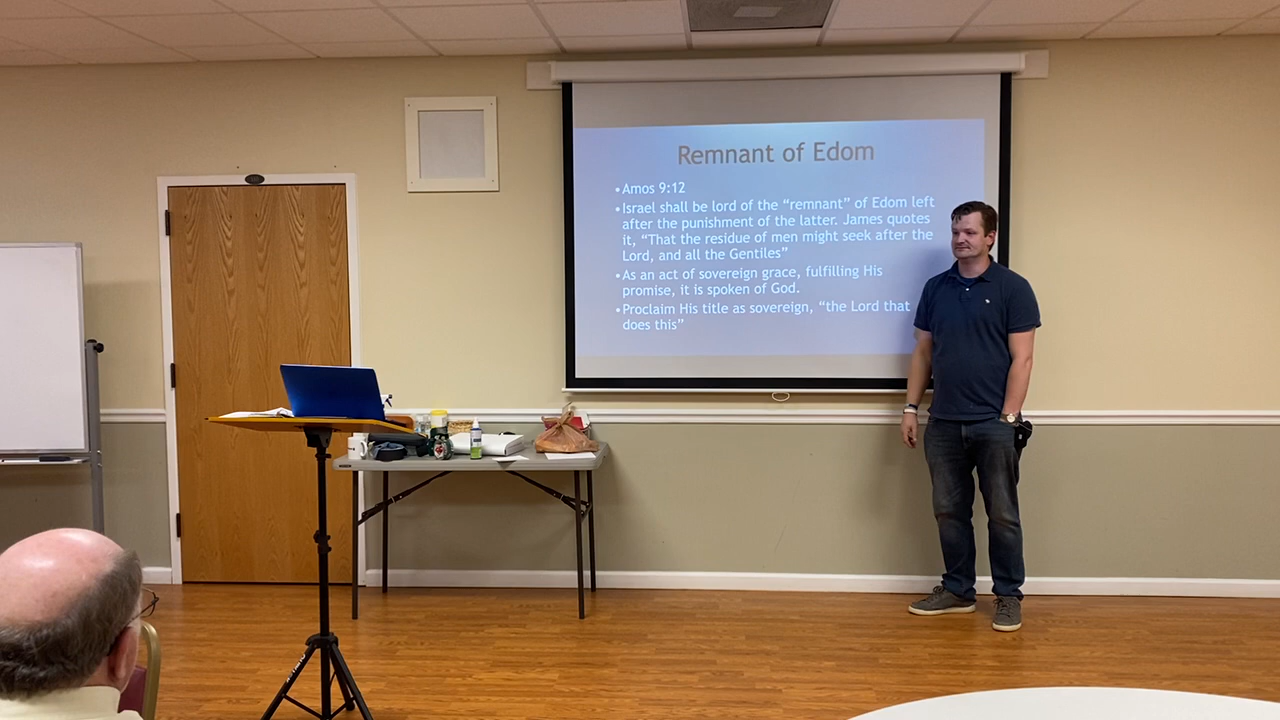 Remnant of Edom
•Amos 9:12
•Israel shall be lord of the “remnant” of Edom left
after the punishment of the latter. James quotes
it, “That the residue of men might seek after the
Lord, and all the Gentiles”
•As an act of sovereign grace, fulfilling His
promise, it is spoken of God.
•Proclaim His title as sovereign, “the Lord that
does this”